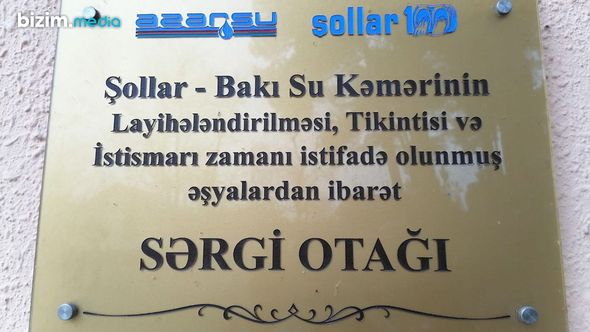 bizim.media
azərsu
sollar 100
Şollar - Bakı Su Kəmərinin
Layihələndirilməsi, Tikintisi və
İstismarı zamanı istifadə olunmuş
əşyalardan ibarət
SƏRGİ OTAĞI